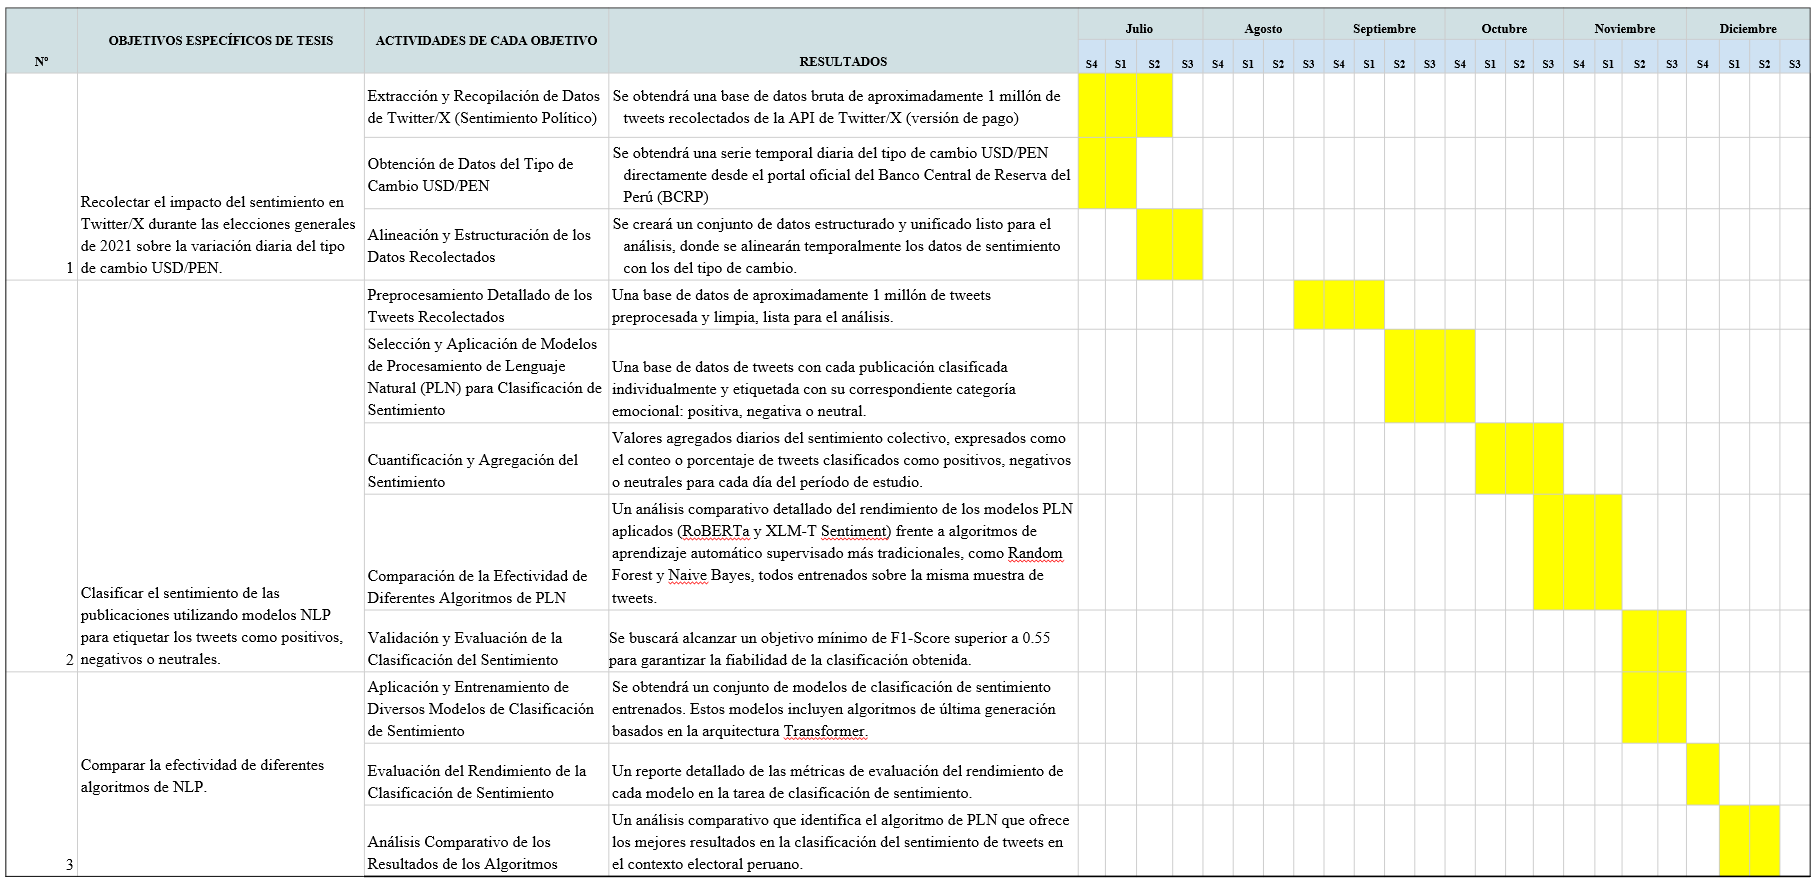 Nº
OBJETIVOS ESPECÍFICOS DE TESIS
ACTIVIDADES DE CADA OBJETIVO
RESULTADOS
Julio Agosto Septiembre Octubre Noviembre Diciembre
S4 S1 S2 S3 S4 S1 S2 S3 S4 S1 S2 S3 S4 S1 S2 S3 S4 S1 S2 S3 S4 S1 S2 S3
1
Recolectar el impacto del sentimiento en
Twitter/X durante las elecciones generales
de 2021 sobre la variación diaria del tipo
de cambio USD/PEN.
Extracción y Recopilación de Datos
de Twitter/X (Sentimiento Político)
Se obtendrá una base de datos bruta de aproximadamente 1 millón de
tweets recolectados de la API de Twitter/X (versión de pago)
Obtención de Datos del Tipo de
Cambio USD/PEN
Se obtendrá una serie temporal diaria del tipo de cambio USD/PEN
directamente desde el portal oficial del Banco Central de Reserva del
Perú (BCRP)
Alineación y Estructuración de los
Datos Recolectados
Se creará un conjunto de datos estructurado y unificado listo para el
análisis, donde se alinearán temporalmente los datos de sentimiento
con los del tipo de cambio.
2
Clasificar el sentimiento de las
publicaciones utilizando modelos NLP
para etiquetar los tweets como positivos,
negativos o neutrales.
Preprocesamiento Detallado de los
Tweets Recolectados
Una base de datos de aproximadamente 1 millón de tweets
preprocesada y limpia, lista para el análisis.
Selección y Aplicación de Modelos
de Procesamiento de Lenguaje
Natural (PLN) para Clasificación de
Sentimiento
Una base de datos de tweets con cada publicación clasificada
individualmente y etiquetada con su correspondiente categoría
emocional: positiva, negativa o neutral.
Cuantificación y Agregación del
Sentimiento
Valores agregados diarios del sentimiento colectivo, expresados como
el conteo o porcentaje de tweets clasificados como positivos, negativos
o neutrales para cada día del período de estudio.
Comparación de la Efectividad de
Diferentes Algoritmos de PLN
Un análisis comparativo detallado del rendimiento de los modelos PLN
aplicados (RoBERTa y XLM-T Sentiment) frente a algoritmos de
aprendizaje automático supervisado más tradicionales, como Random
Forest y Naive Bayes, todos entrenados sobre la misma muestra de
tweets.
Validación y Evaluación de la
Clasificación del Sentimiento
Se buscará alcanzar un objetivo mínimo de F1-Score superior a 0.55
para garantizar la fiabilidad de la clasificación obtenida.
3
Comparar la efectividad de diferentes
algoritmos de NLP.
Aplicación y Entrenamiento de
Diversos Modelos de Clasificación
de Sentimiento
Se obtendrá un conjunto de modelos de clasificación de sentimiento
entrenados. Estos modelos incluyen algoritmos de última generación
basados en la arquitectura Transformer.
Evaluación del Rendimiento de la
Clasificación de Sentimiento
Un reporte detallado de las métricas de evaluación del rendimiento de
cada modelo en la tarea de clasificación de sentimiento.
Análisis Comparativo de los
Resultados de los Algoritmos
Un análisis comparativo que identifica el algoritmo de PLN que ofrece
los mejores resultados en la clasificación del sentimiento de tweets en
el contexto electoral peruano.